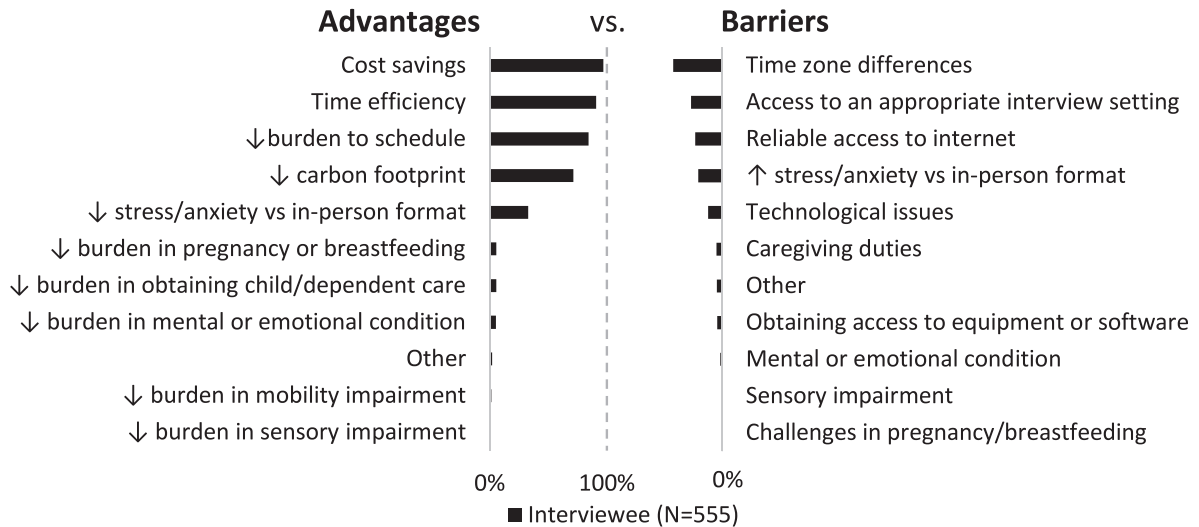 Advantages vs. Barriers
Cost savings
Time efficiency
↓burden to schedule
↓ carbon footprint
↓ stress/anxiety vs in-person format
↓ burden in pregnancy or breastfeeding
↓ burden in obtaining child/dependent care
↓ burden in mental or emotional condition
Other
↓ burden in mobility impairment
↓ burden in sensory impairment
Time zone differences
Access to an appropriate interview setting
Reliable access to internet
↑ stress/anxiety vs in-person format
Technological issues
Caregiving duties
Other
Obtaining access to equipment or software
Mental or emotional condition
Sensory impairment
Challenges in pregnancy/breastfeeding
0% 100% 0%
Interviewee (N=555)